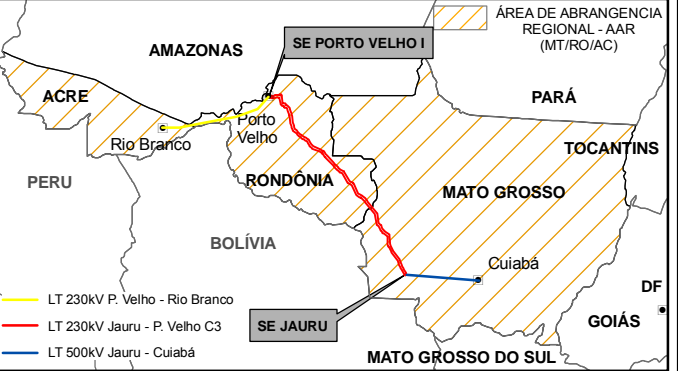 ÁREA DE ABRANGENCIA
REGIONAL - AAR
(MT/RO/AC)
AMAZONAS
SE PORTO VELHO I
ACRE
PARÁ
Porto
Velho
Rio Branco
TOCANTINS
PERU
RONDÔNIA
MATO GROSSO
BOLÍVIA
Cuiabá
DF
LT 230kV P. Velho - Rio Branco
LT 230kV Jauru - P. Velho C3
LT 500kV Jauru - Cuiabá
SE JAURU
GOIÁS
MATO GROSSO DO SUL